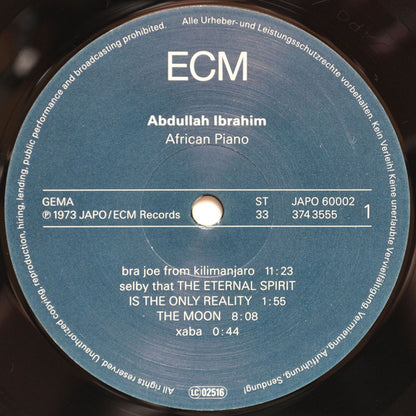 ECM
Abdullah Ibrahim
African Piano
GEMA ST JAPO 60002
℗ 1973 JAPO/ECM Records 33 374 3555 1
bra joe from kilimanjaro 11:23
selby that THE ETERNAL SPIRIT
IS THE ONLY REALITY 1:55
THE MOON 8:08
xaba 0:44
LC 02516
Alle Urheber- und Leistungsschutzrechte vorbehalten. Kein Verleih! Keine unerlaubte Vervielfältigung, Vermietung, Aufführung, Sendung!
All rights reserved. Unauthorized copying, reproduction, hiring, lending, public performance and broadcasting prohibited.